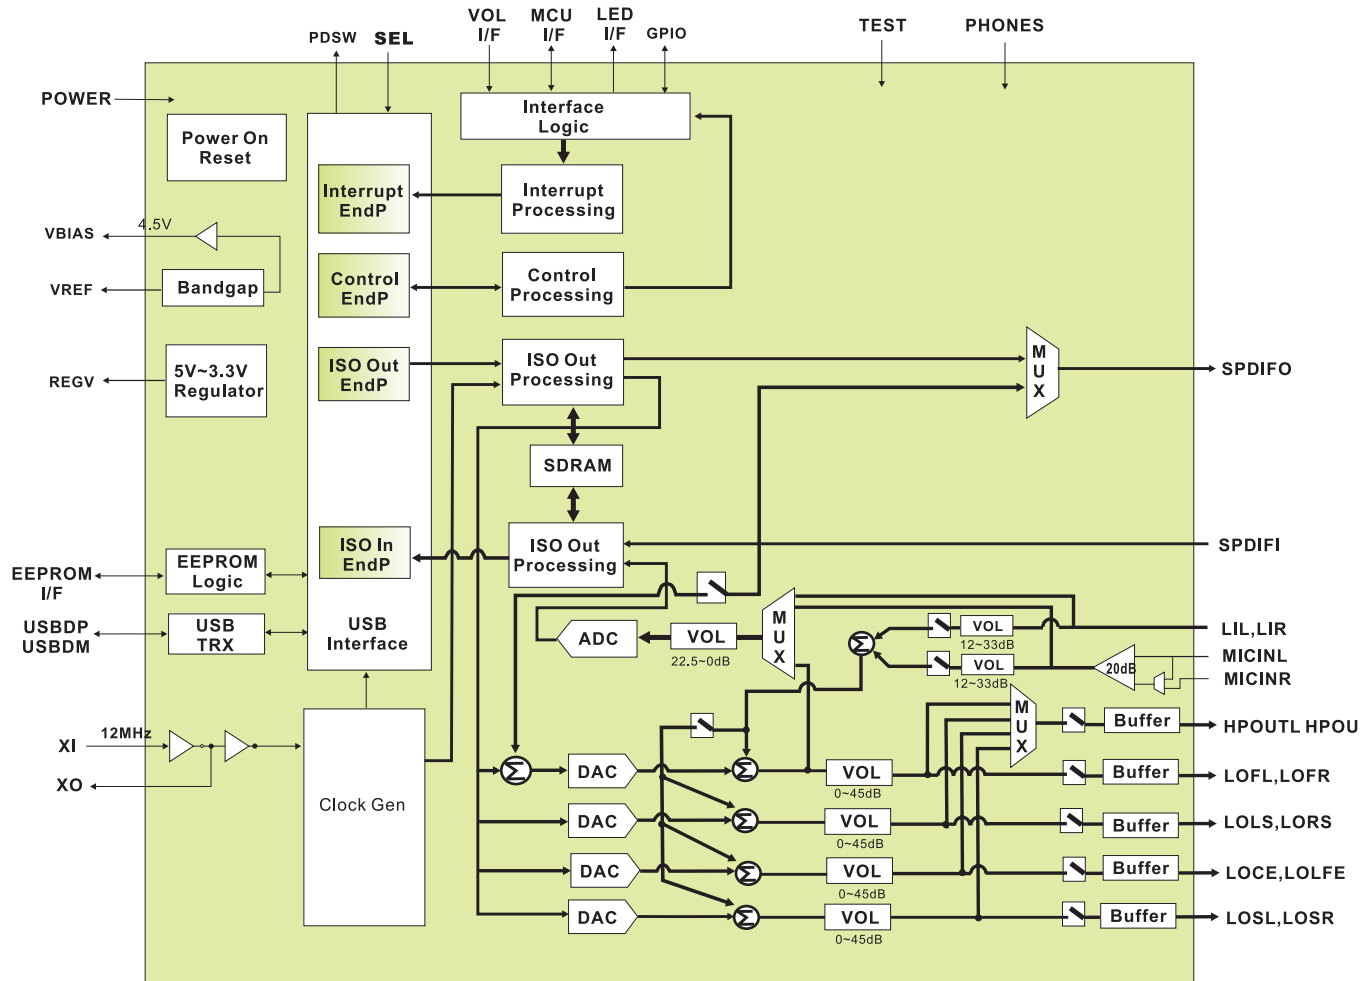 VOL
I/F
MCU
I/F
LED
I/F
PDSW
SEL
GPIO
TEST
PHONES
POWER
Power On
Reset
Interface
Logic
Interrupt
EndP
Interrupt
Processing
VBIAS
4.5V
VREF
Bandgap
Control
EndP
Control
Processing
REGV
5V~3.3V
Regulator
ISO Out
EndP
ISO Out
Processing
M
U
X
SPDIFO
SDRAM
ISO In
EndP
ISO Out
Processing
SPDIFI
EEPROM
I/F
EEPROM
Logic
USBDP
USBDM
USB
TRX
USB
Interface
ADC
VOL
22.5~0dB
M
U
X
Σ
VOL
12~33dB
LIL,LIR
VOL
12~33dB
20dB
MICINL
MICINR
M
U
X
Buffer
HPOUTL HPOU
XI
12MHz
XO
Clock Gen
Σ
DAC
Σ
VOL
0~45dB
Buffer
LOFL,LOFR
DAC
Σ
VOL
0~45dB
Buffer
LOLS,LORS
DAC
Σ
VOL
0~45dB
Buffer
LOCE,LOLFE
DAC
Σ
VOL
0~45dB
Buffer
LOSL,LOSR